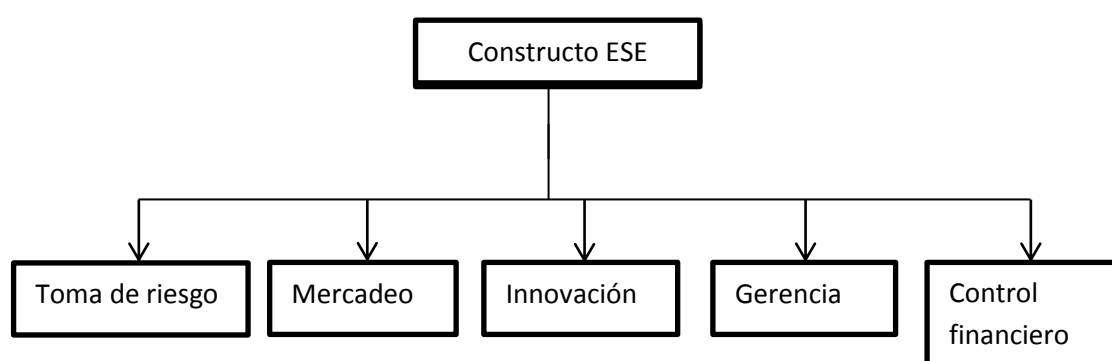 Constructo ESE
Toma de riesgo
Mercadeo
Innovación
Gerencia
Control
financiero